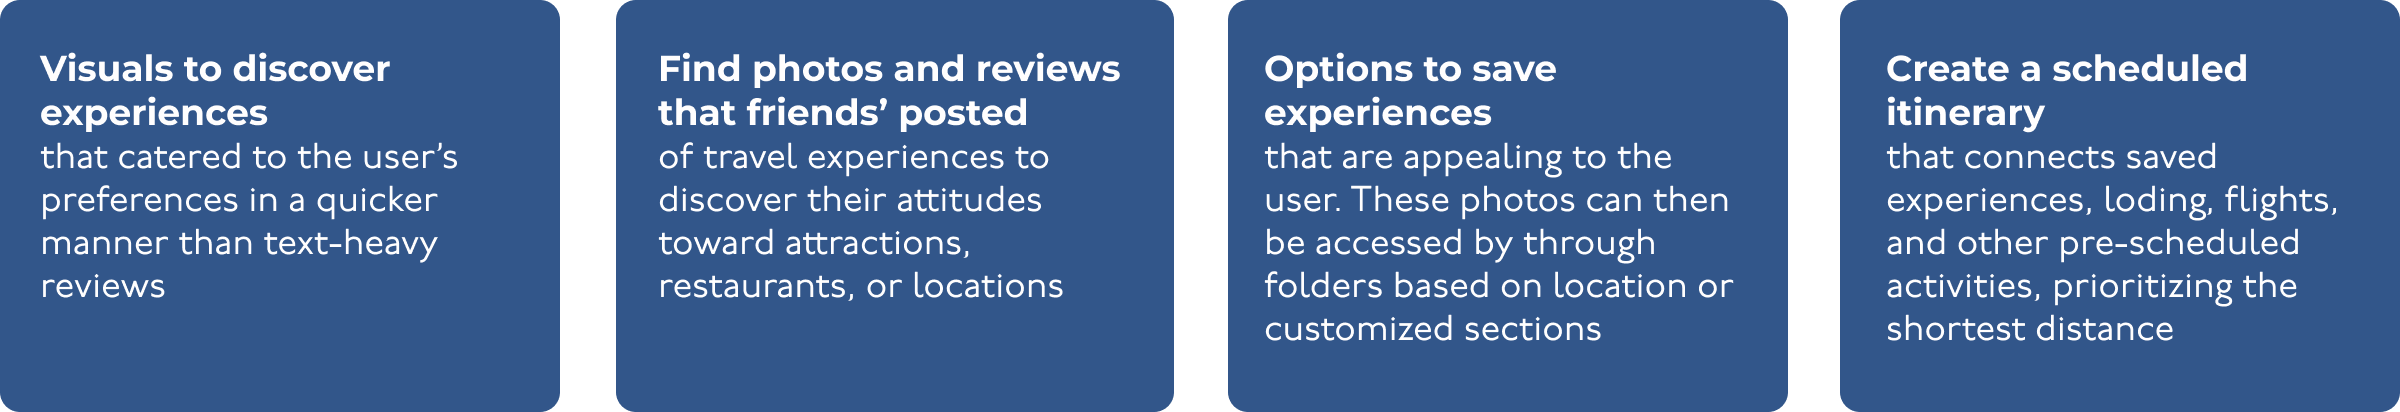 Visuals to discover
experiences
that catered to the user’s
preferences in a quicker
manner than text-heavy
reviews
Find photos and reviews
that friends’ posted
of travel experiences to
discover their attitudes
toward attractions,
restaurants, or locations
Options to save
experiences
that are appealing to the
user. These photos can then
be accessed by through
folders based on location or
customized sections
Create a scheduled
itinerary
that connects saved
experiences, loding, flights,
and other pre-scheduled
activities, prioritizing the
shortest distance